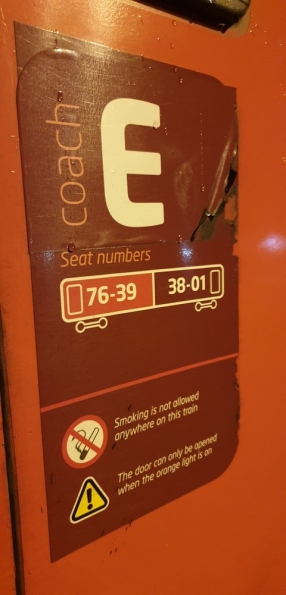 coach
E
Seat numbers
76-39 38-01
Smoking is not allowed
anywhere on this train
The door can only be opened
when the orange light is on